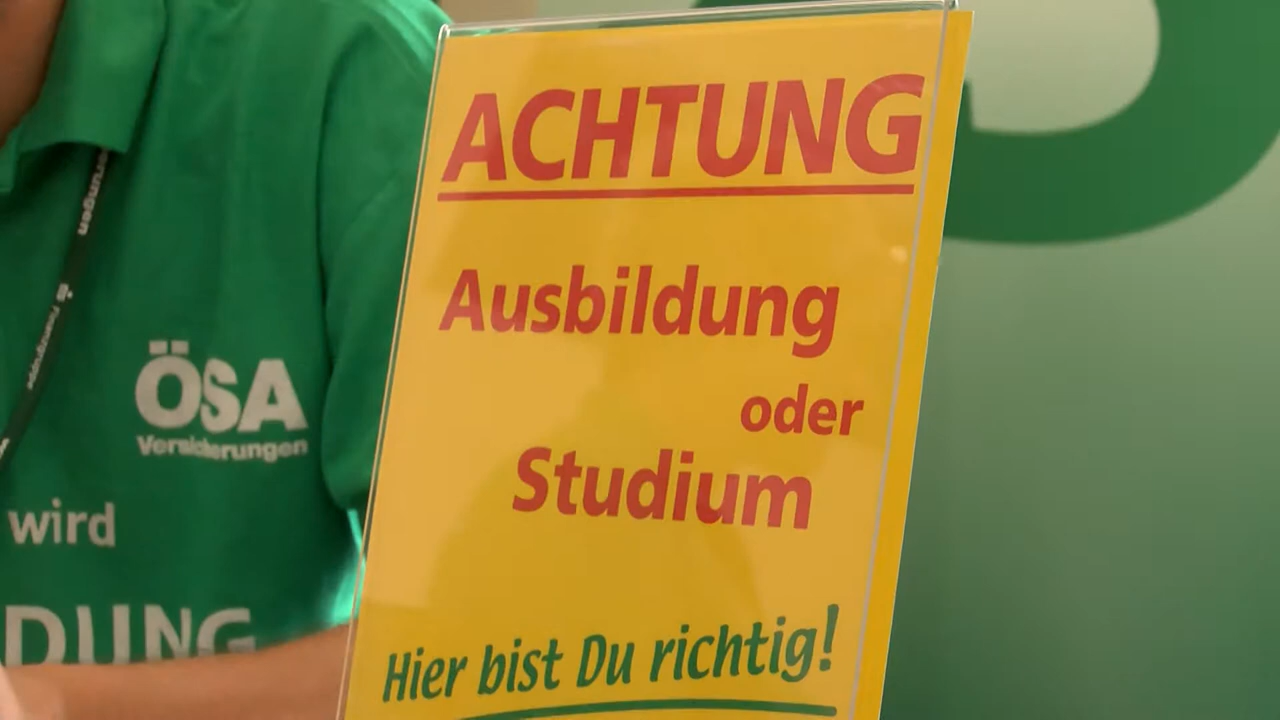 ACHTUNG
Ausbildung
oder
Studium
Hier bist Du richtig!
ÖSA
Versicherungen
wird
DUNG